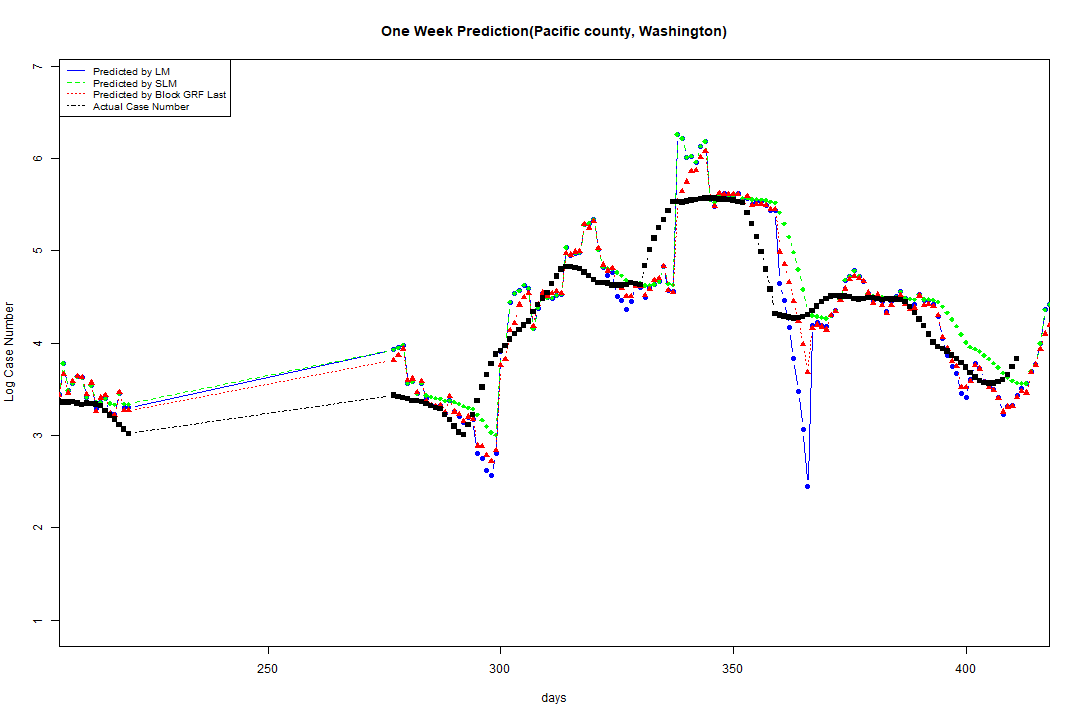 One Week Prediction(Pacific county, Washington)
Predicted by LM
Predicted by SLM
Predicted by Block GRF Last
Actual Case Number
7
6
5
4
3
2
1
Log Case Number
250 300 350 400
days